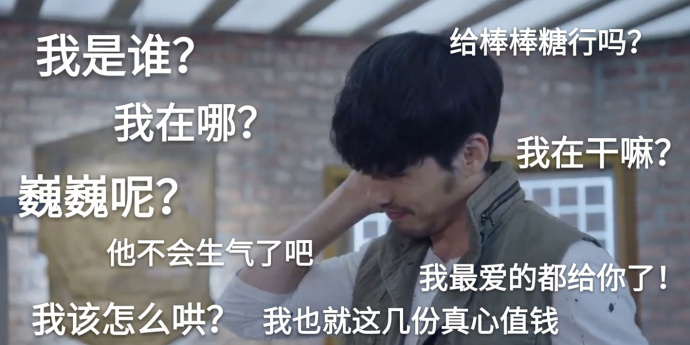 给棒棒糖行吗？
我是谁？
我在哪？
我在干嘛？
巍巍呢？
他不会生气了吧
我最爱的都给你了！
我该怎么哄？
我也就这几份真心值钱